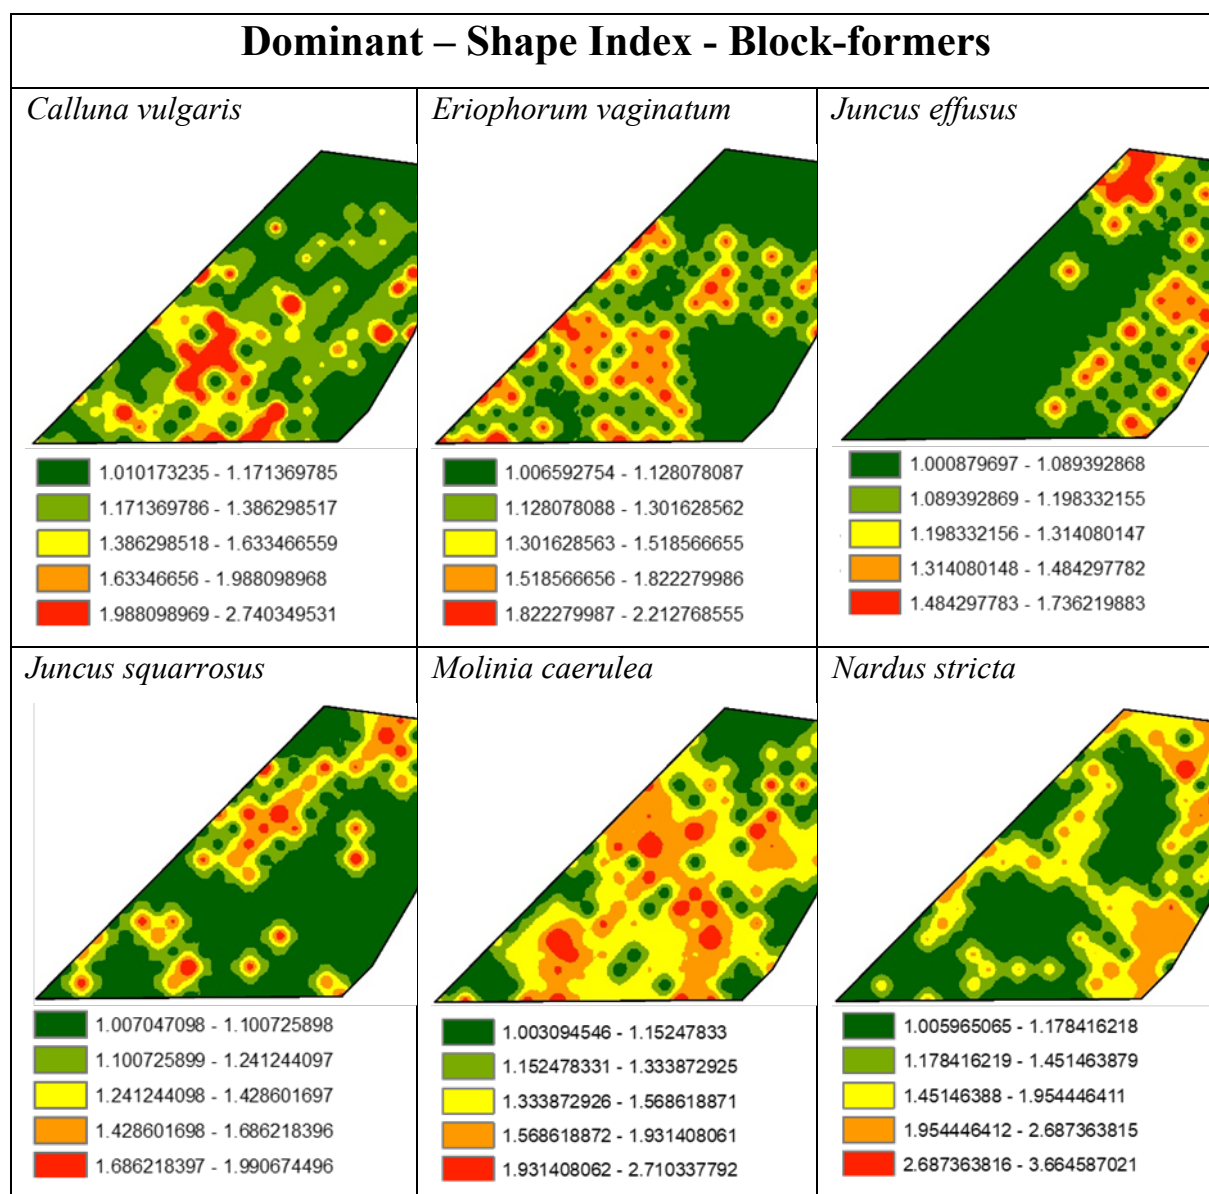 Dominant – Shape Index - Block-formers
Calluna vulgaris
1.010173235 - 1.171369785
1.171369786 - 1.386298517
1.386298518 - 1.633466559
1.63346656 - 1.988098968
1.988098969 - 2.740349531
Eriophorum vaginatum
1.006592754 - 1.128078087
1.128078088 - 1.301628562
1.301628563 - 1.518566655
1.518566656 - 1.822279986
1.822279987 - 2.212768555
Juncus effusus
1.000879697 - 1.089392868
1.089392869 - 1.198332155
1.198332156 - 1.314080147
1.314080148 - 1.484297782
1.484297783 - 1.736219883
Juncus squarrosus
1.007047098 - 1.100725898
1.100725899 - 1.241244097
1.241244098 - 1.428601697
1.428601698 - 1.686218396
1.686218397 - 1.990674496
Molinia caerulea
1.003094546 - 1.15247833
1.152478331 - 1.333872925
1.333872926 - 1.568618871
1.568618872 - 1.931408061
1.931408062 - 2.710337792
Nardus stricta
1.005965065 - 1.178416218
1.178416219 - 1.451463879
1.45146388 - 1.954446411
1.954446412 - 2.687363815
2.687363816 - 3.664587021